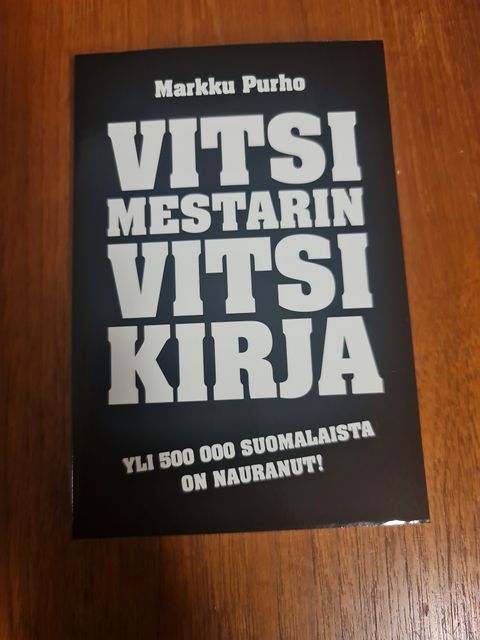 Markku Purho
VITSI
MESTARIN
VITSI
KIRJA
YLI 500 000 SUOMALAISTA
ON NAURANUT!